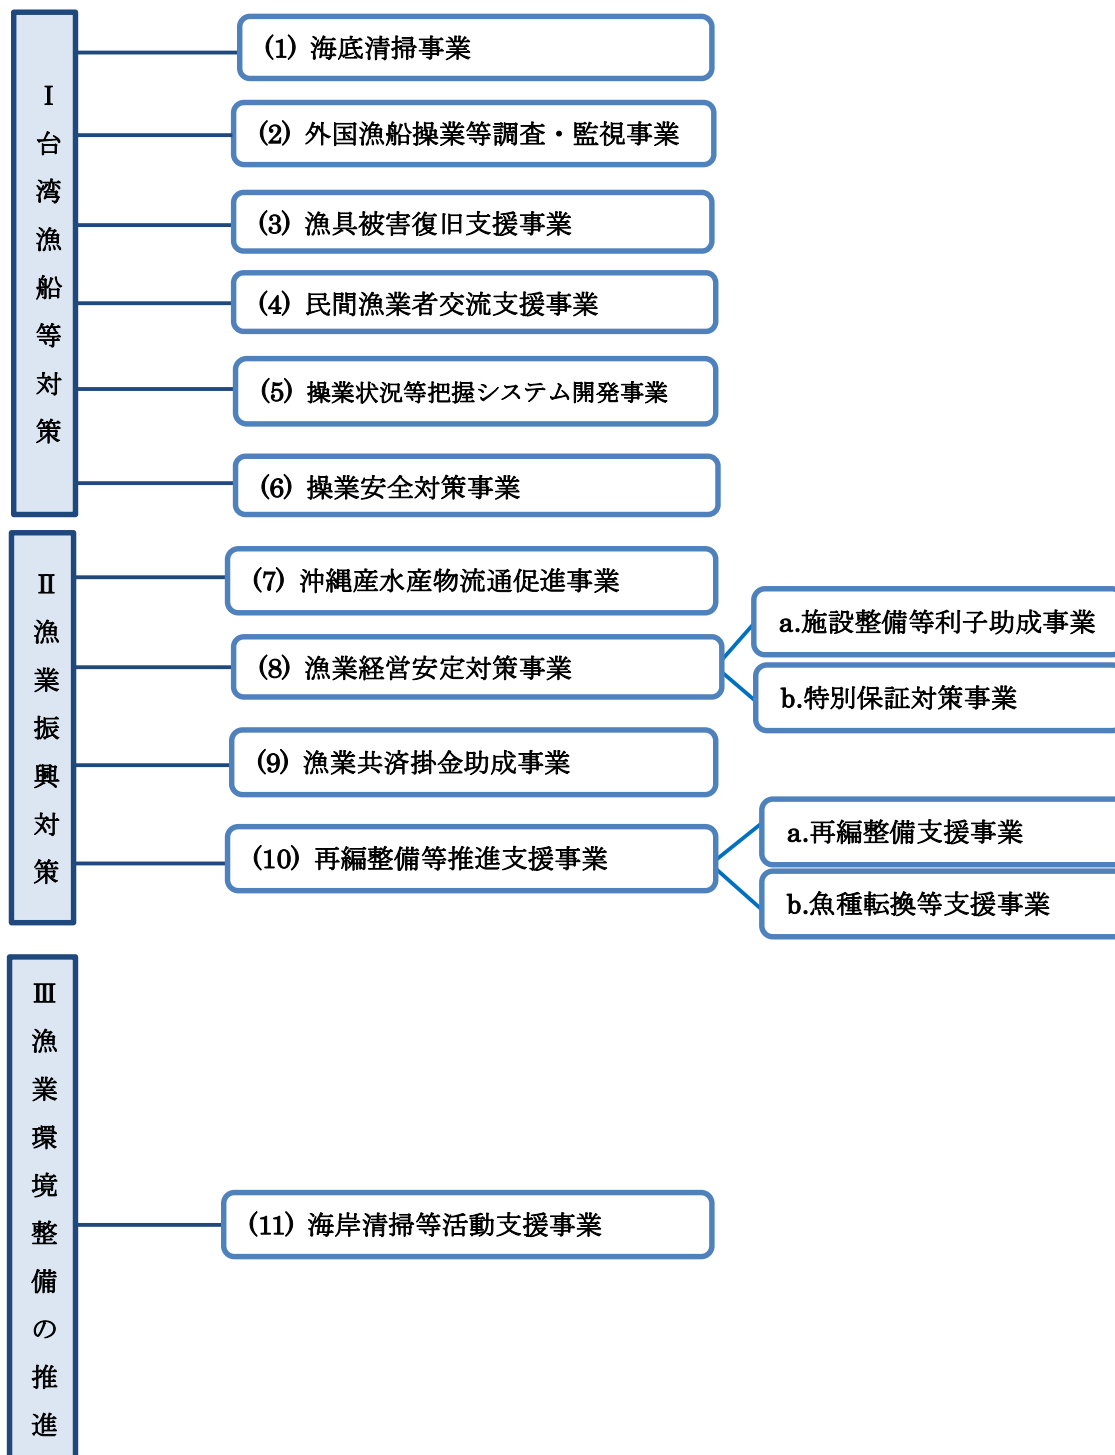 Ⅰ台湾漁船等対策
(1) 海底清掃事業
(2) 外国漁船操業等調査・監視事業
(3) 漁具被害復旧支援事業
(4) 民間漁業者交流支援事業
(5) 操業状況等把握システム開発事業
(6) 操業安全対策事業
Ⅱ漁業振興対策
(7) 沖縄産水産物流通促進事業
(8) 漁業経営安定対策事業
a.施設整備等利子助成事業
b.特別保証対策事業
(9) 漁業共済掛金助成事業
(10) 再編整備等推進支援事業
a.再編整備支援事業
b.魚種転換等支援事業
Ⅲ漁業環境整備の推進
(11) 海岸清掃等活動支援事業